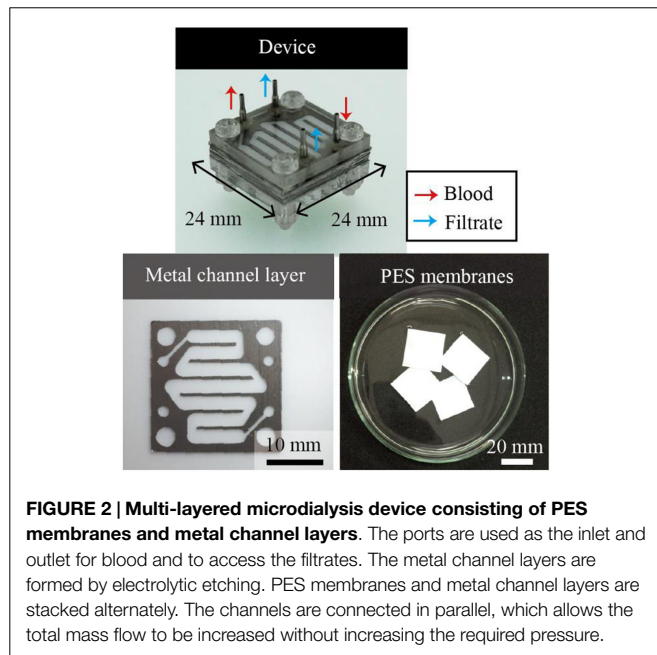 Device
24 mm
24 mm
Blood
Filtrate
Metal channel layer
10 mm
PES membranes
20 mm
FIGURE 2 | Multi-layered microdialysis device consisting of PES
membranes and metal channel layers. The ports are used as the inlet and
outlet for blood and to access the filtrates. The metal channel layers are
formed by electrolytic etching. PES membranes and metal channel layers are
stacked alternately. The channels are connected in parallel, which allows the
total mass flow to be increased without increasing the required pressure.